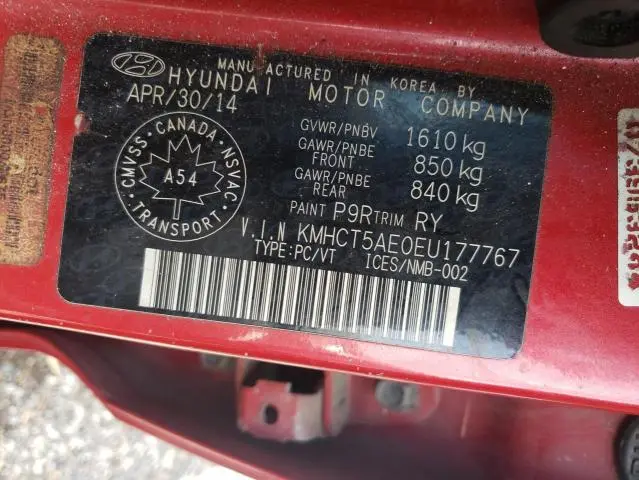 MANUFACTURED IN KOREA BY
HYUNDAI MOTOR COMPANY
APR/30/14
CANADA
CMVSS
NSVAC
A54
TRANSPORT
GVWR/PNBV 1610 kg
GAWR/PNBE FRONT 850 kg
GAWR/PNBE REAR 840 kg
PAINT P9R TRIM RY
V.I.N KMHCT5AE0EU177767
TYPE:PC/VT ICES/NMB-002